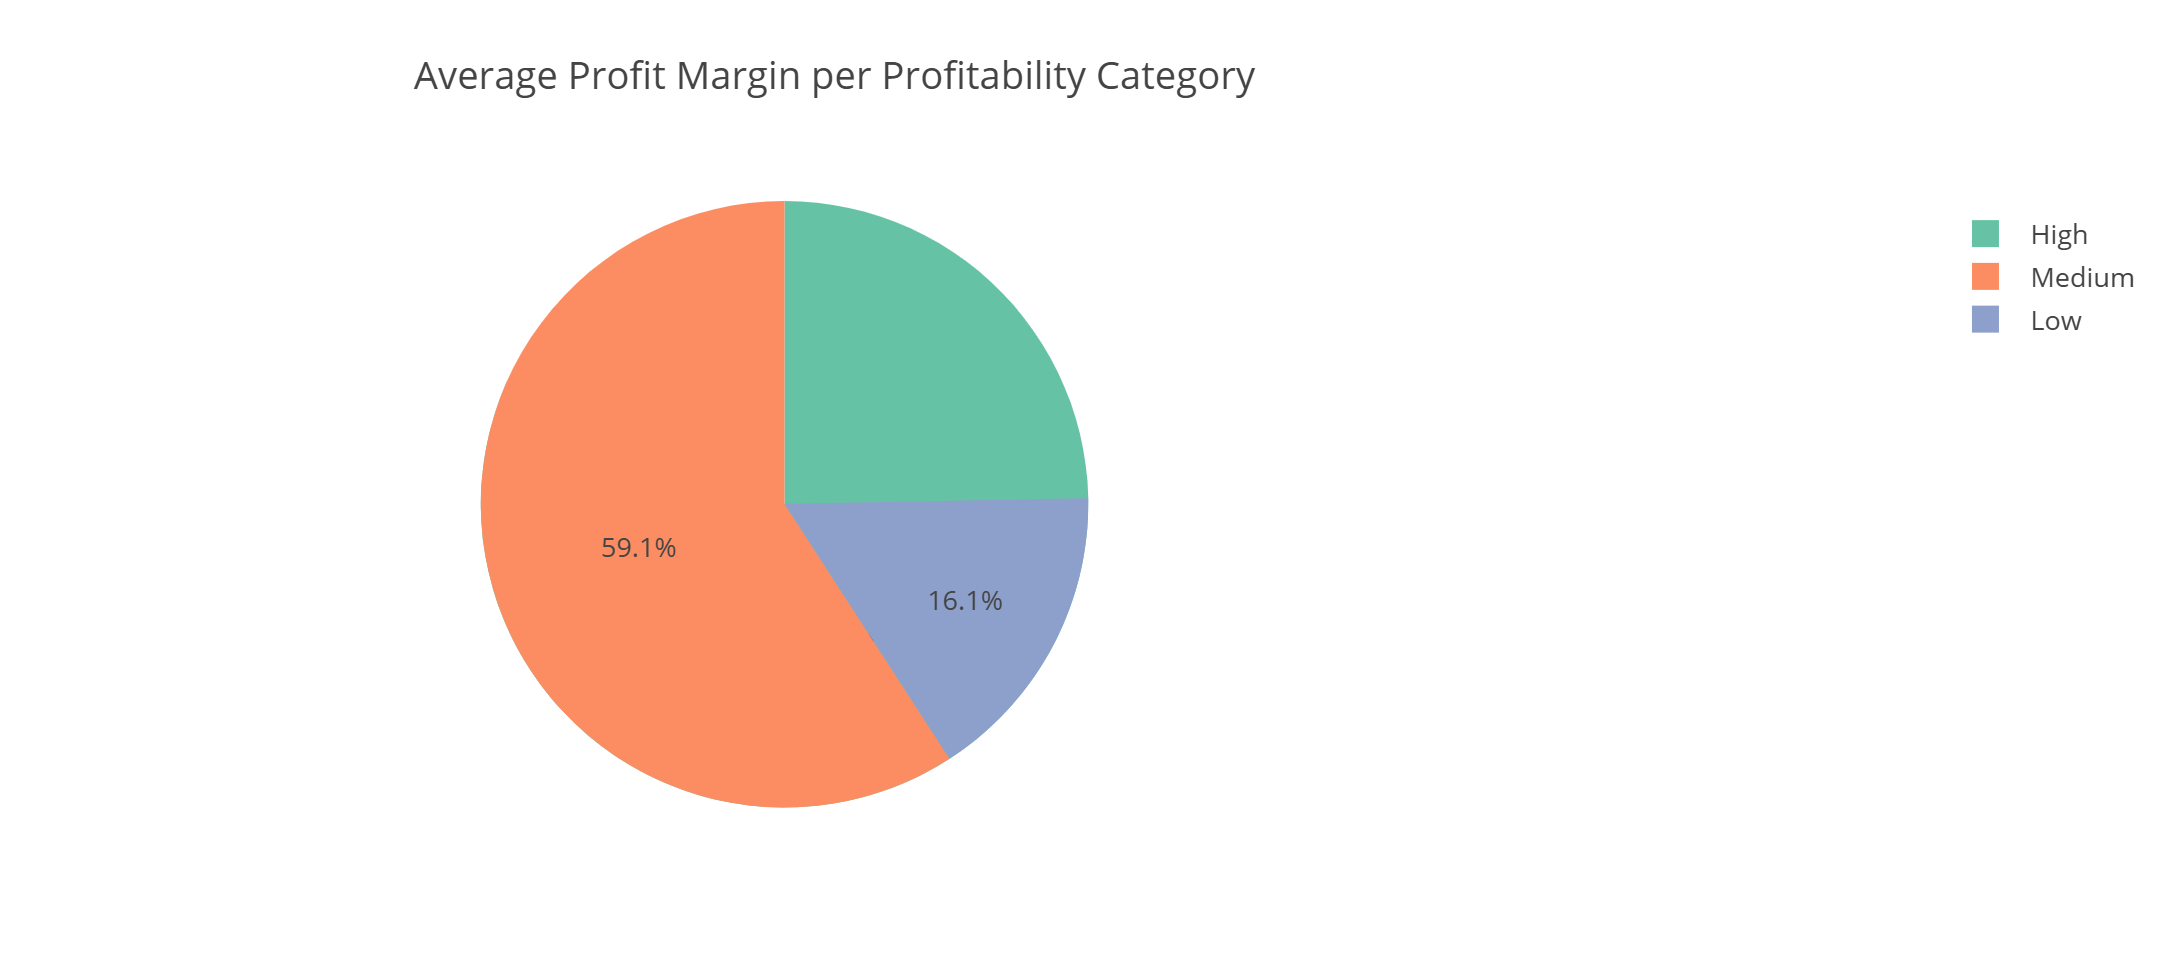 Average Profit Margin per Profitability Category
High
Medium
Low
59.1%
16.1%